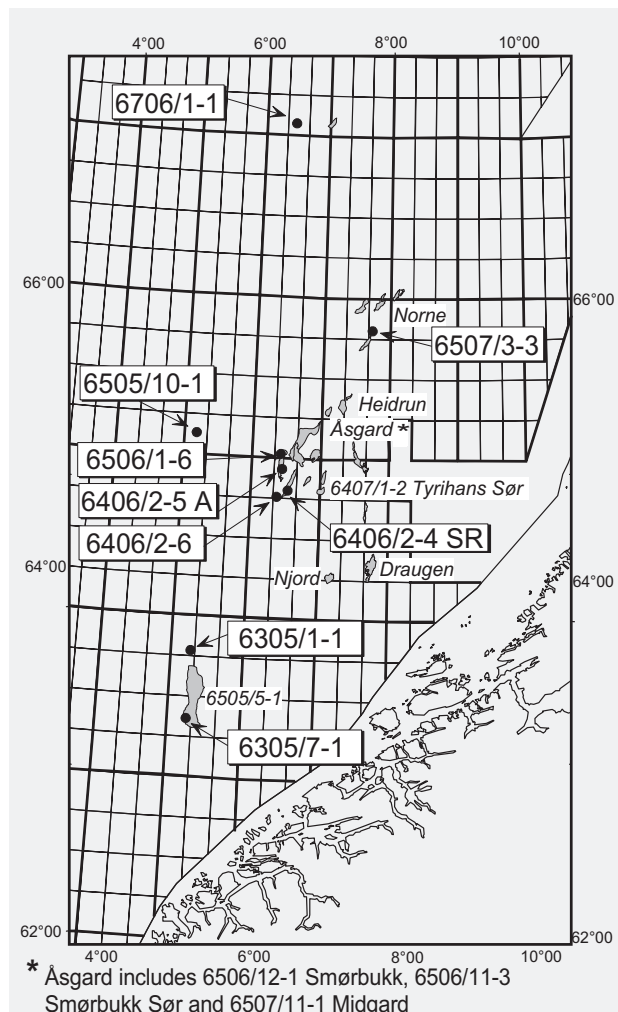 4°00 6°00 8°00 10°00
6706/1-1
66°00
66°00
Norne
6507/3-3
6505/10-1
Heidrun
Åsgard *
6506/1-6
6407/1-2 Tyrihans Sør
6406/2-5 A
6406/2-6
6406/2-4 SR
64°00
Njord
Draugen
64°00
6305/1-1
6505/5-1
6305/7-1
62°00
62°00
4°00 6°00 8°00 10°00
* Åsgard includes 6506/12-1 Smørbukk, 6506/11-3
Smørbukk Sør and 6507/11-1 Midgard